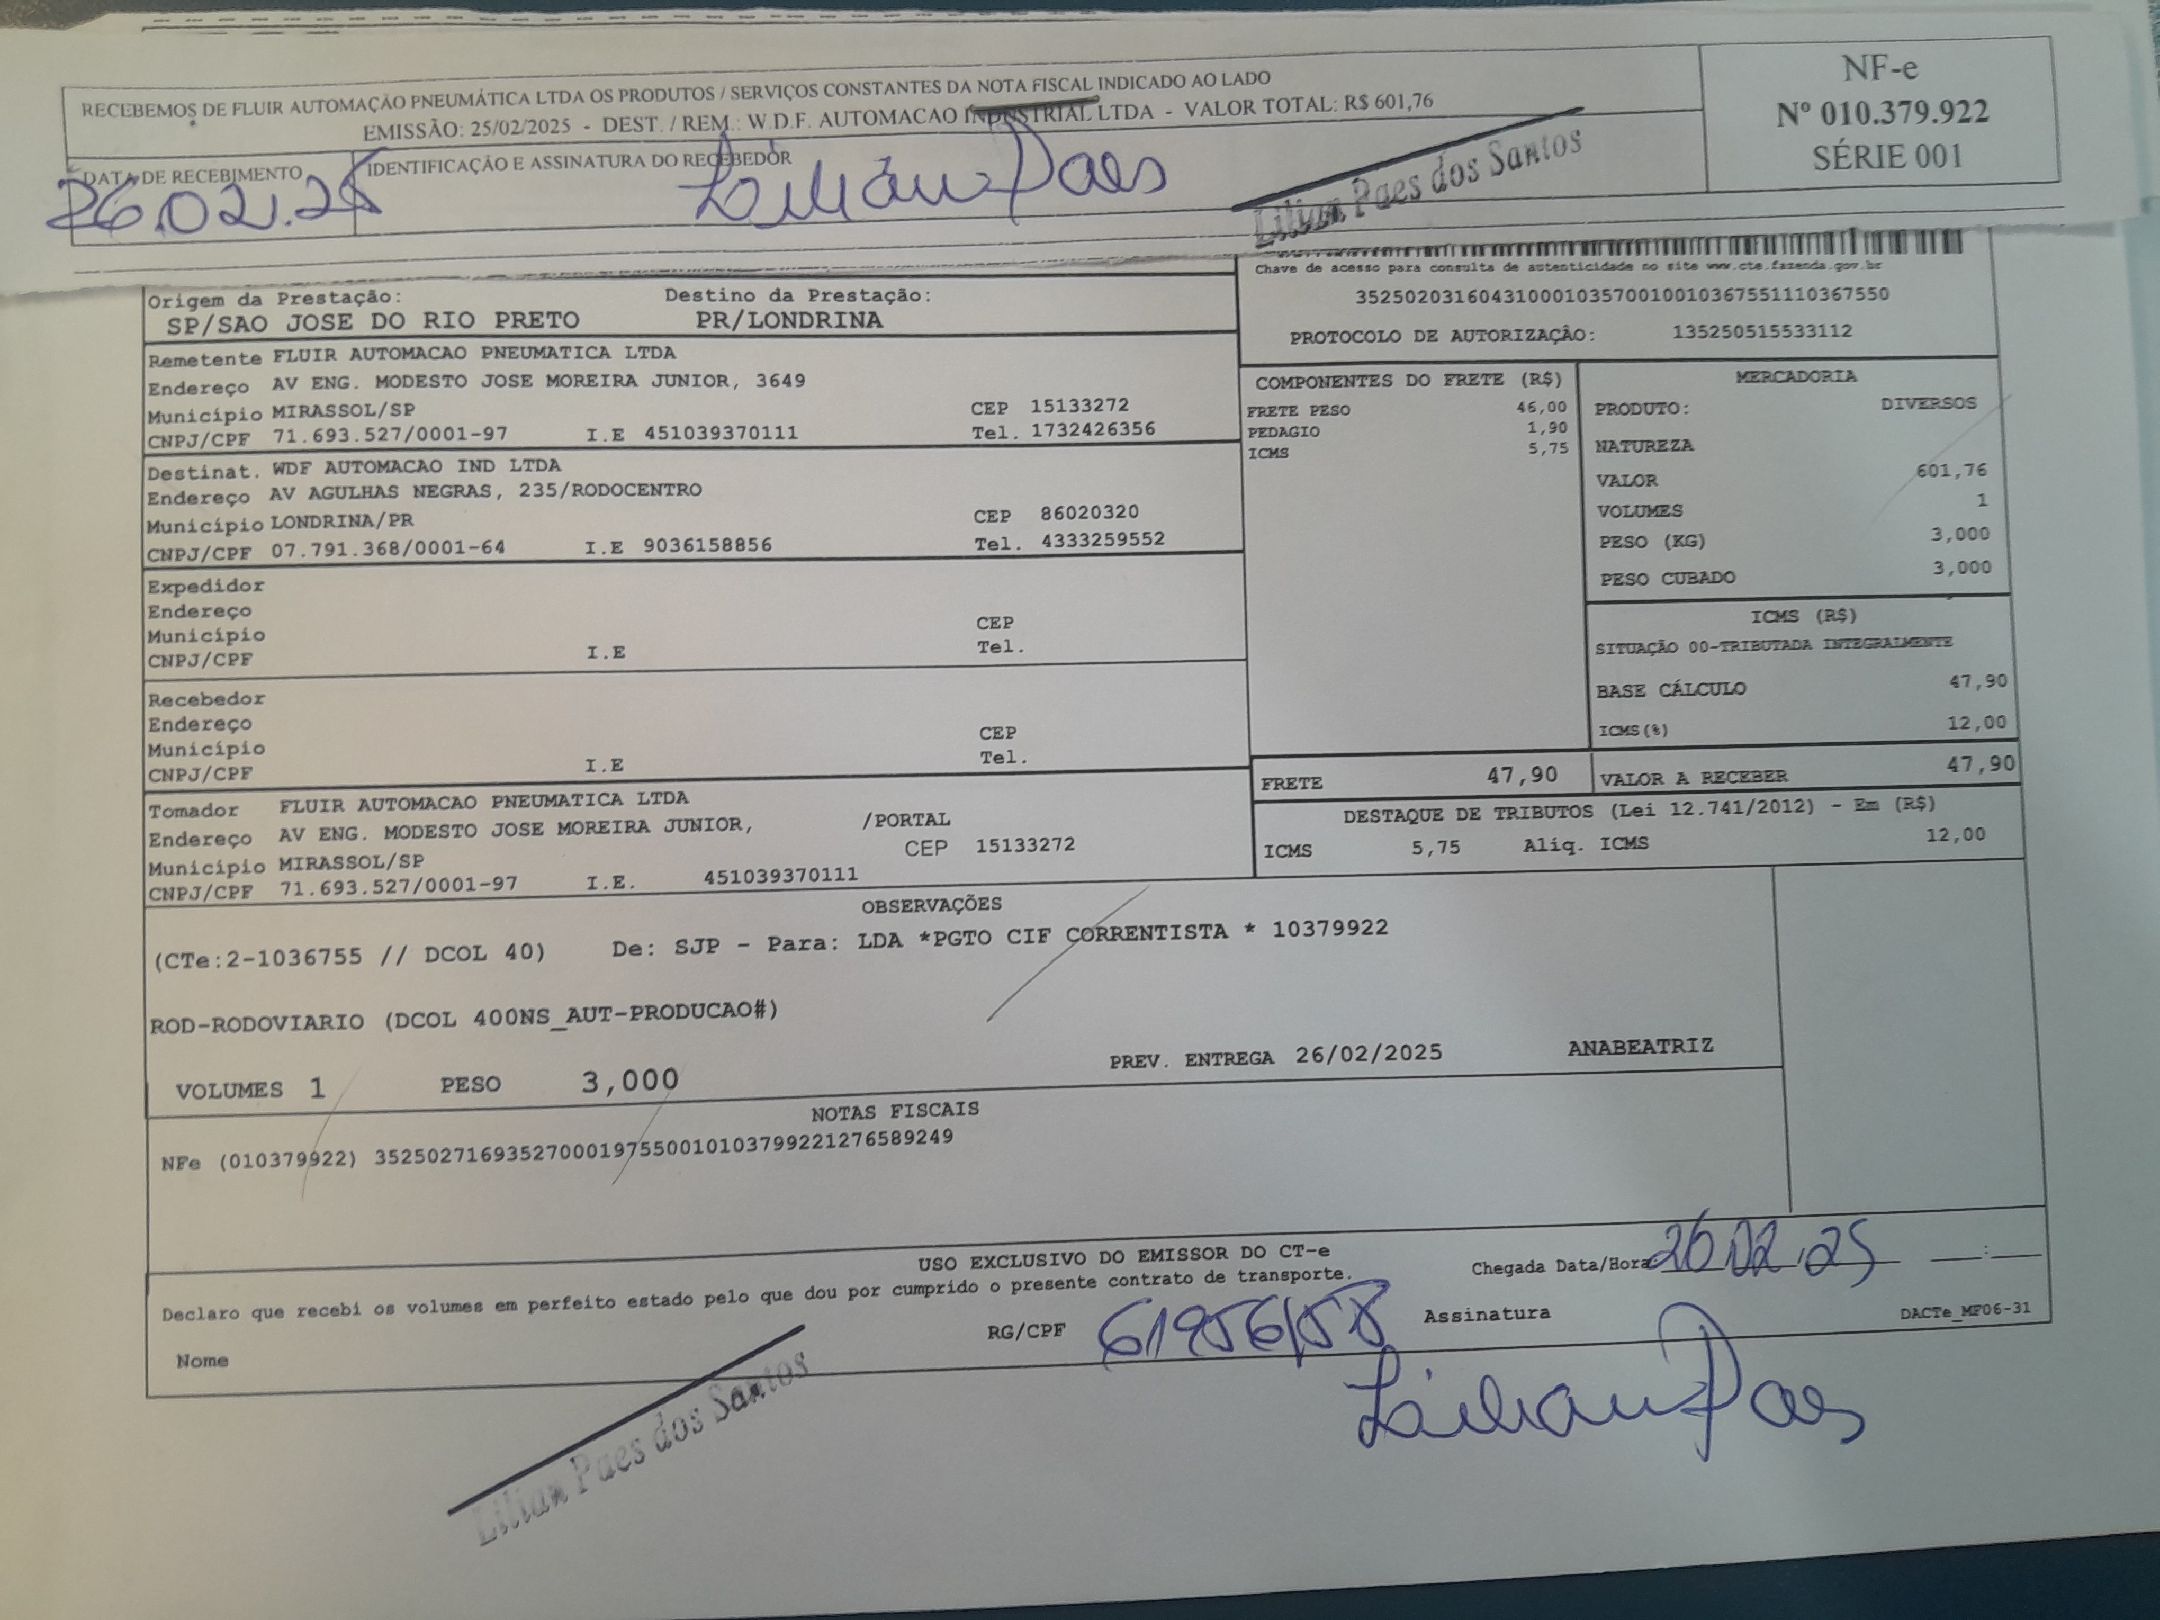 RECEBEMOS DE FLUIR AUTOMAÇÃO PNEUMÁTICA LTDA OS PRODUTOS / SERVIÇOS CONSTANTES DA NOTA FISCAL INDICADO AO LADO
EMISSÃO: 25/02/2025 - DEST. / REM.: W.D.F. AUTOMACAO INDUSTRIAL LTDA - VALOR TOTAL: R$ 601,76
NF-e
Nº 010.379.922
SÉRIE 001
DATA DE RECEBIMENTO
IDENTIFICAÇÃO E ASSINATURA DO RECEBEDOR
26.02.25
Lilian Paes
Lilian Paes dos Santos
Chave de acesso para consulta de autenticidade no site www.cte.fazenda.gov.br
35250203160431000103570010010367551110367550
PROTOCOLO DE AUTORIZAÇÃO: 135250515533112
Origem da Prestação: Destino da Prestação:
SP/SAO JOSE DO RIO PRETO PR/LONDRINA
Remetente FLUIR AUTOMACAO PNEUMATICA LTDA
Endereço AV ENG. MODESTO JOSE MOREIRA JUNIOR, 3649
Município MIRASSOL/SP CEP 15133272
CNPJ/CPF 71.693.527/0001-97 I.E 451039370111 Tel. 1732426356
Destinat. WDF AUTOMACAO IND LTDA
Endereço AV AGULHAS NEGRAS, 235/RODOCENTRO
Município LONDRINA/PR CEP 86020320
CNPJ/CPF 07.791.368/0001-64 I.E 9036158856 Tel. 4333259552
Expedidor
Endereço
Município CEP
CNPJ/CPF I.E Tel.
Recebedor
Endereço
Município CEP
CNPJ/CPF I.E Tel.
Tomador FLUIR AUTOMACAO PNEUMATICA LTDA
Endereço AV ENG. MODESTO JOSE MOREIRA JUNIOR, /PORTAL
Município MIRASSOL/SP CEP 15133272
CNPJ/CPF 71.693.527/0001-97 I.E. 451039370111
COMPONENTES DO FRETE (R$)
FRETE PESO 46,00
PEDAGIO 1,90
ICMS 5,75
MERCADORIA
PRODUTO: DIVERSOS
NATUREZA
VALOR 601,76
VOLUMES 1
PESO (KG) 3,000
PESO CUBADO 3,000
ICMS (R$)
SITUAÇÃO 00-TRIBUTADA INTEGRALMENTE
BASE CÁLCULO 47,90
ICMS(%) 12,00
FRETE 47,90 VALOR A RECEBER 47,90
DESTAQUE DE TRIBUTOS (Lei 12.741/2012) - Em (R$)
ICMS 5,75 Aliq. ICMS 12,00
OBSERVAÇÕES
(CTe:2-1036755 // DCOL 40) De: SJP - Para: LDA *PGTO CIF CORRENTISTA * 10379922
ROD-RODOVIARIO (DCOL 400NS_AUT-PRODUCAO#)
PREV. ENTREGA 26/02/2025 ANABEATRIZ
VOLUMES 1 PESO 3,000
NOTAS FISCAIS
NFe (010379922) 35250271693527000197550010103799221276589249
USO EXCLUSIVO DO EMISSOR DO CT-e
Declaro que recebi os volumes em perfeito estado pelo que dou por cumprido o presente contrato de transporte.
Chegada Data/Hora 26.02.25 __:__
Nome
RG/CPF
Assinatura
DACTe_MF06-31
Lilian Paes
Lilian Paes dos Santos